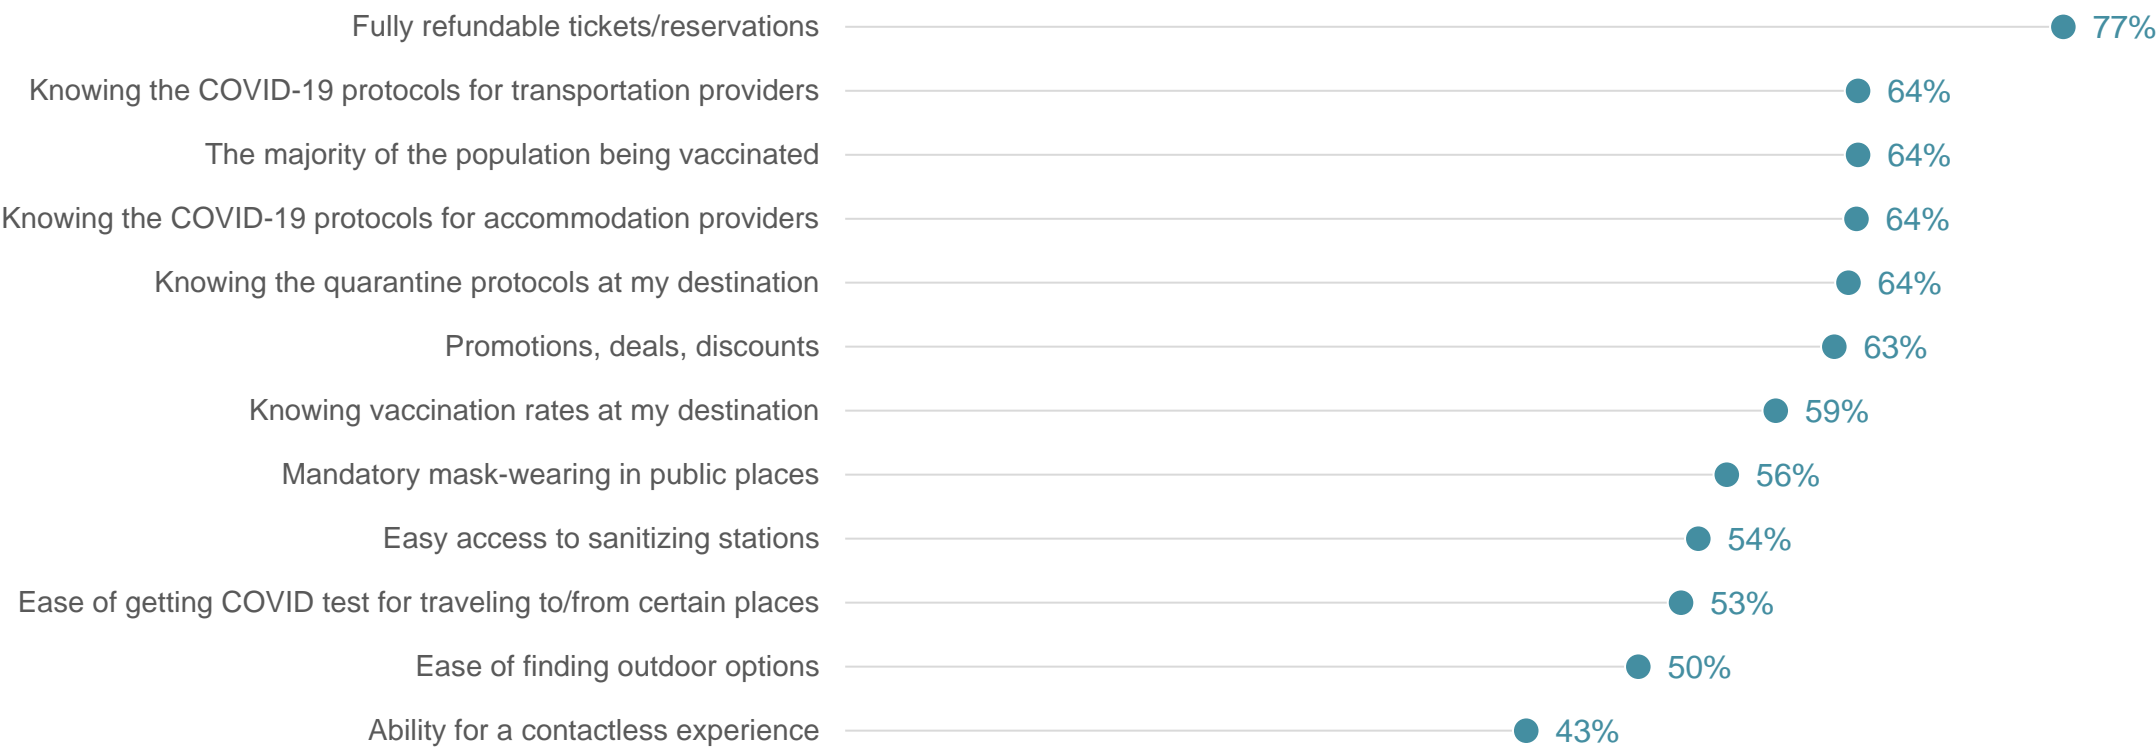 Fully refundable tickets/reservations 77%
Knowing the COVID-19 protocols for transportation providers 64%
The majority of the population being vaccinated 64%
Knowing the COVID-19 protocols for accommodation providers 64%
Knowing the quarantine protocols at my destination 64%
Promotions, deals, discounts 63%
Knowing vaccination rates at my destination 59%
Mandatory mask-wearing in public places 56%
Easy access to sanitizing stations 54%
Ease of getting COVID test for traveling to/from certain places 53%
Ease of finding outdoor options 50%
Ability for a contactless experience 43%